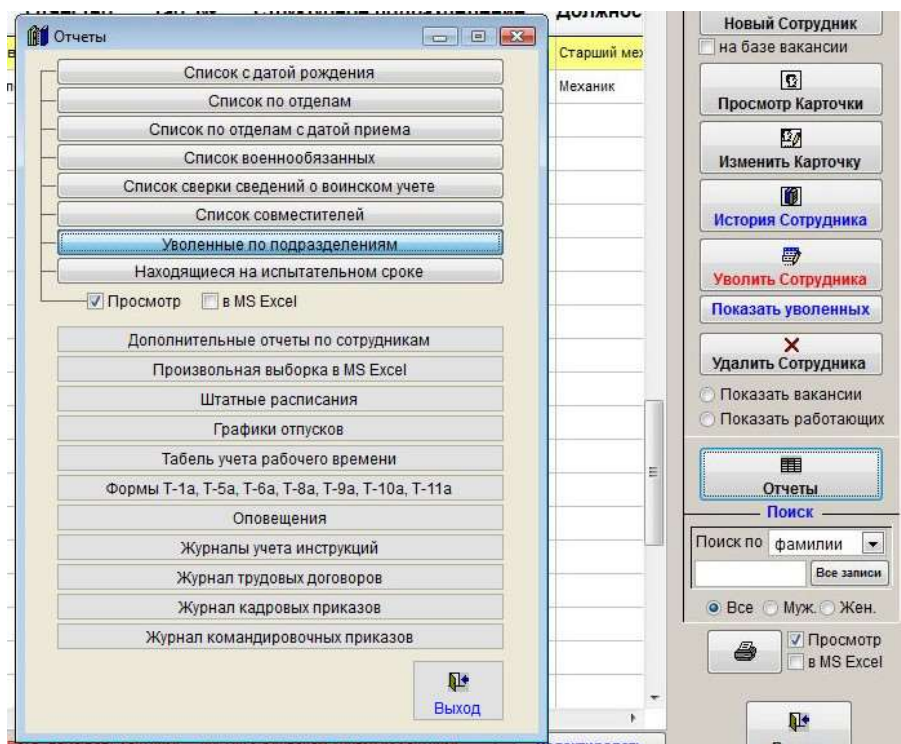 Должнос
Отчеты
Список с датой рождения
Список по отделам
Список по отделам с датой приема
Список военнообязанных
Список сверки сведений о воинском учете
Список совместителей
Уволенные по подразделениям
Находящиеся на испытательном сроке
Просмотр в MS Excel
Дополнительные отчеты по сотрудникам
Произвольная выборка в MS Excel
Штатные расписания
Графики отпусков
Табель учета рабочего времени
Формы Т-1а, Т-5а, Т-6а, Т-8а, Т-9а, Т-10а, Т-11а
Оповещения
Журналы учета инструкций
Журнал трудовых договоров
Журнал кадровых приказов
Журнал командировочных приказов
Выход
Старший мех
Механик
Новый Сотрудник
на базе вакансии
Просмотр Карточки
Изменить Карточку
История Сотрудника
Уволить Сотрудника
Показать уволенных
Удалить Сотрудника
Показать вакансии
Показать работающих
Отчеты
Поиск
Поиск по фамилии
Все записи
Все Муж. Жен.
Просмотр
в MS Excel